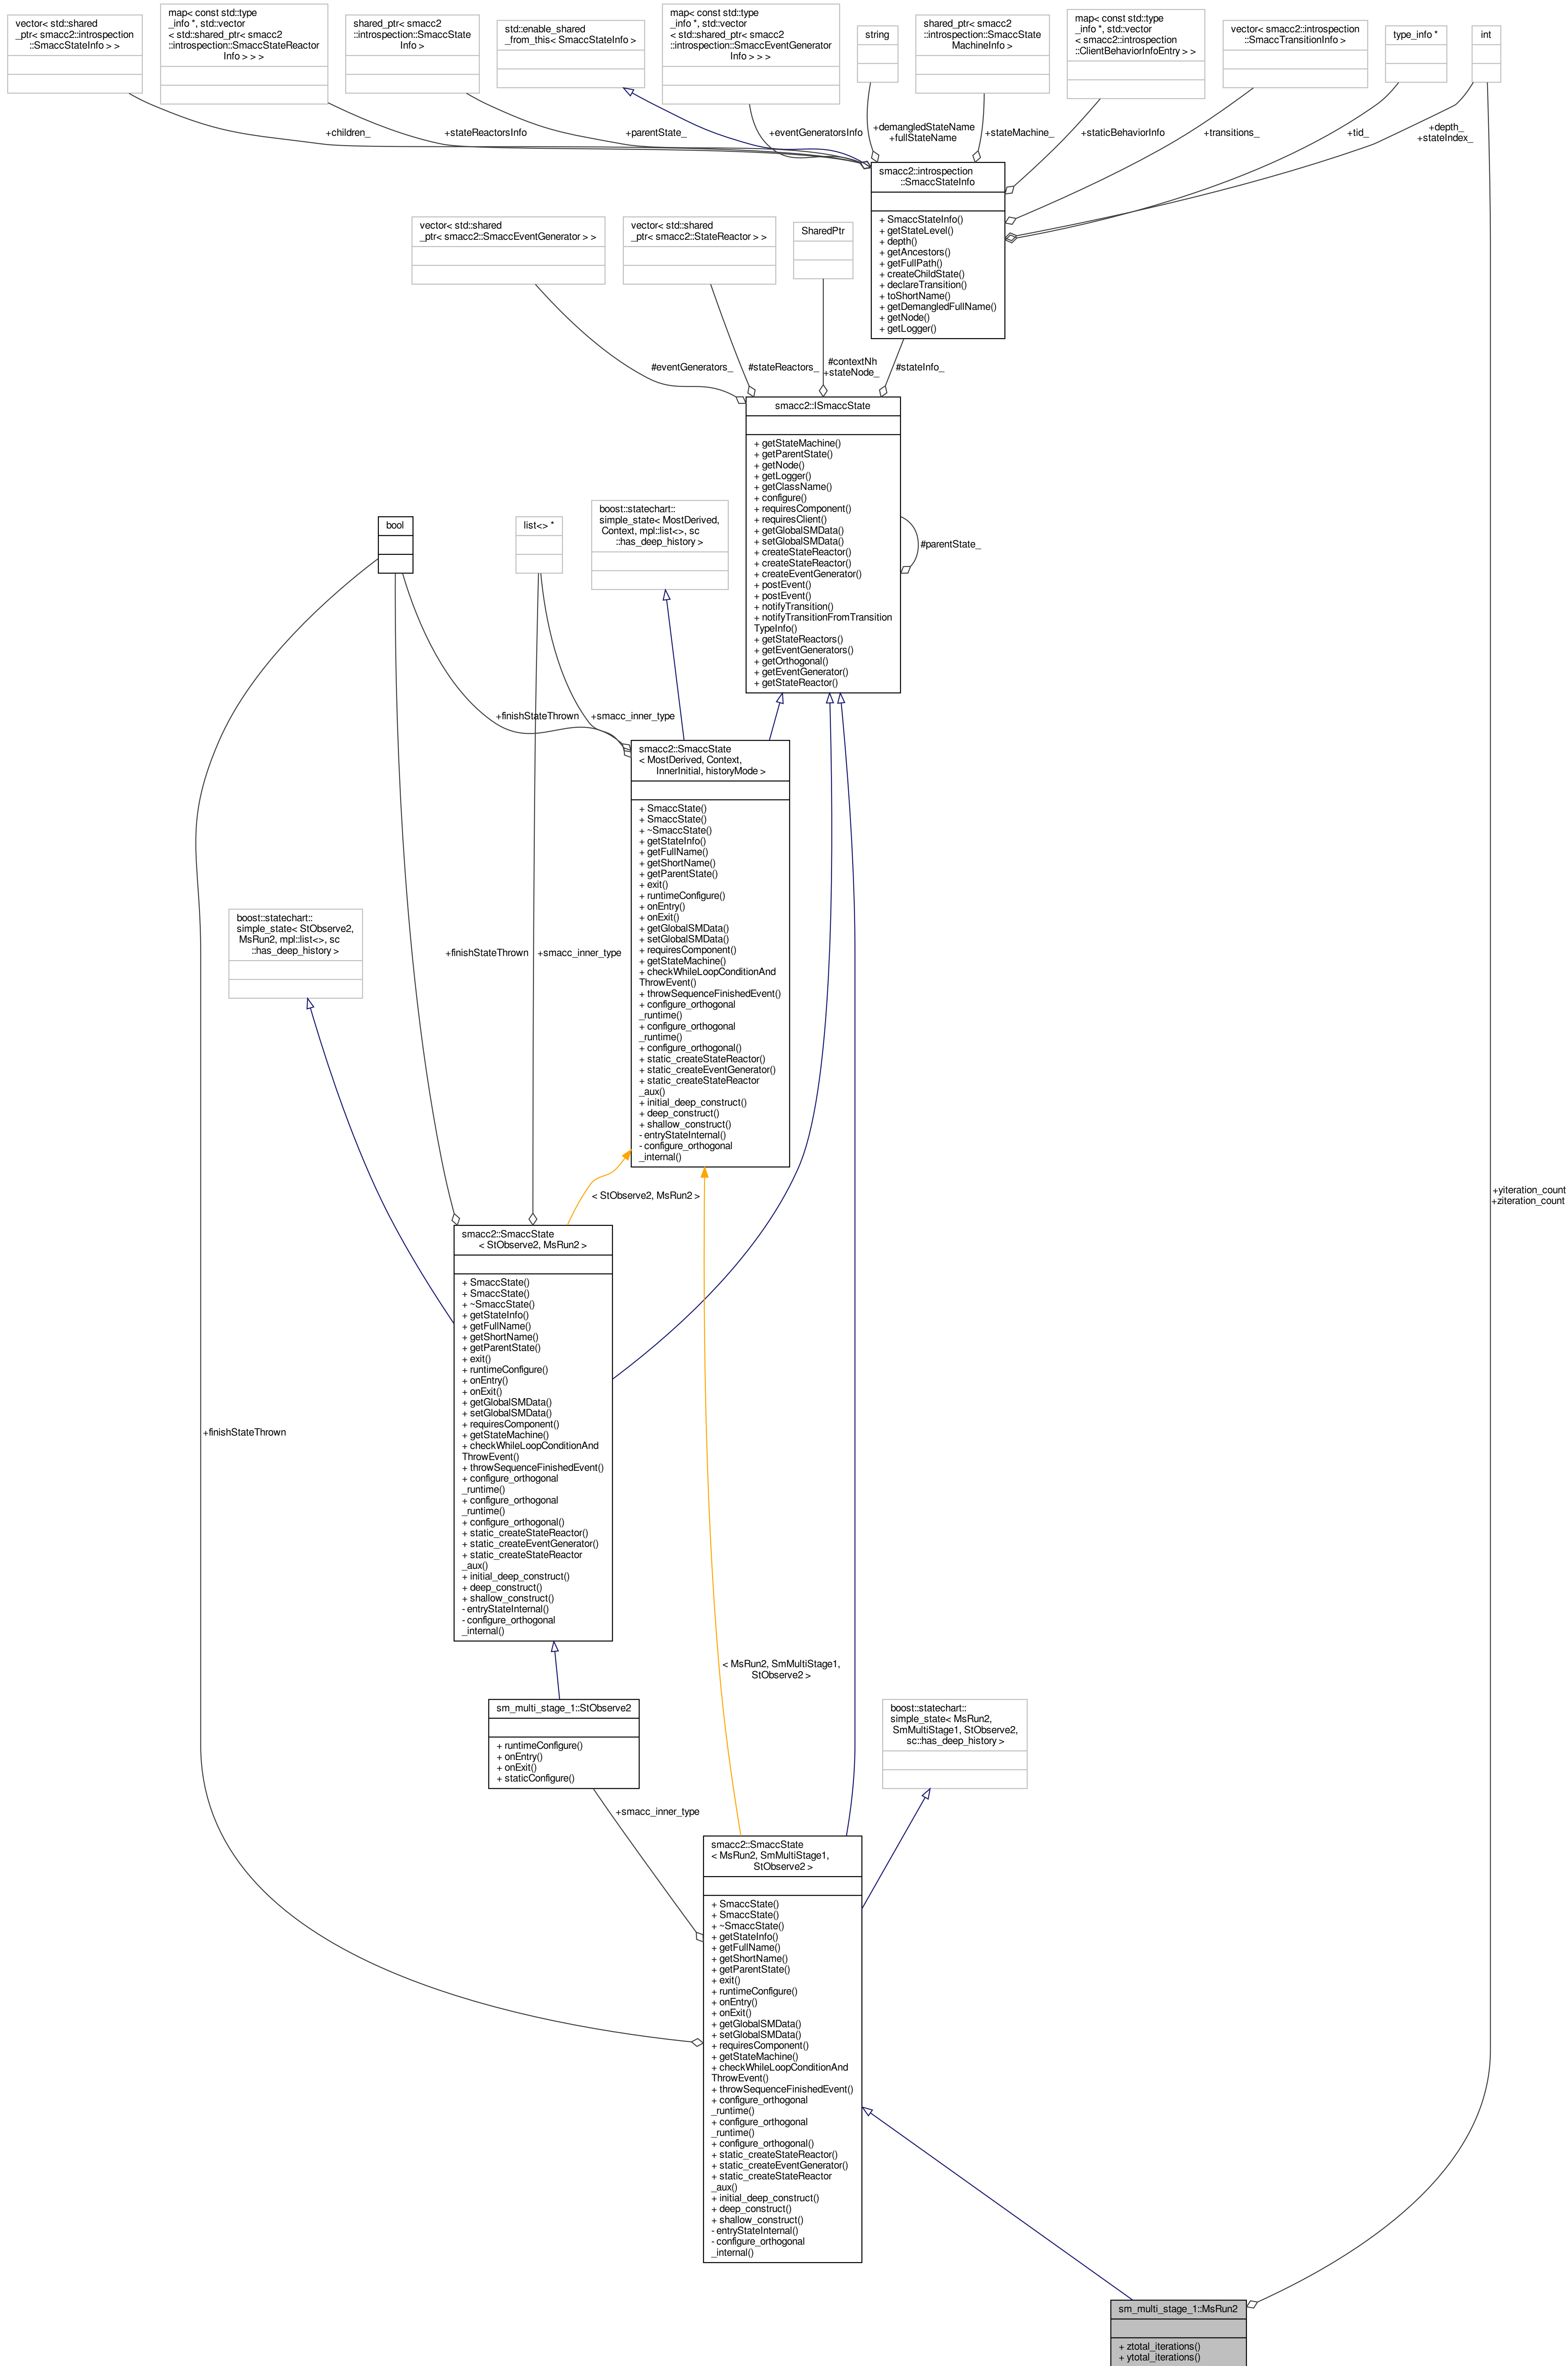 vector< std::shared
_ptr< smacc2::introspection
::SmaccStateInfo > >
map< const std::type
_info *, std::vector
< std::shared_ptr< smacc2
::introspection::SmaccStateReactor
Info > > >
shared_ptr< smacc2
::introspection::SmaccState
Info >
std::enable_shared
_from_this< SmaccStateInfo >
map< const std::type
_info *, std::vector
< std::shared_ptr< smacc2
::introspection::SmaccEventGenerator
Info > > >
string
shared_ptr< smacc2
::introspection::SmaccState
MachineInfo >
map< const std::type
_info *, std::vector
< smacc2::introspection
::ClientBehaviorInfoEntry > >
vector< smacc2::introspection
::SmaccTransitionInfo >
type_info *
int
+children_
+stateReactorsInfo
+parentState_
+eventGeneratorsInfo
+demangledStateName
+fullStateName
+stateMachine_
+staticBehaviorInfo
+transitions_
+tid_
+depth_
+stateIndex_
smacc2::introspection
::SmaccStateInfo
+ SmaccStateInfo()
+ getStateLevel()
+ depth()
+ getAncestors()
+ getFullPath()
+ createChildState()
+ declareTransition()
+ toShortName()
+ getDemangledFullName()
+ getNode()
+ getLogger()
vector< std::shared
_ptr< smacc2::SmaccEventGenerator > >
vector< std::shared
_ptr< smacc2::StateReactor > >
SharedPtr
#eventGenerators_
#stateReactors_
#contextNh
+stateNode_
#stateInfo_
smacc2::ISmaccState
+ getStateMachine()
+ getParentState()
+ getNode()
+ getLogger()
+ getClassName()
+ configure()
+ requiresComponent()
+ requiresClient()
+ getGlobalSMData()
+ setGlobalSMData()
+ createStateReactor()
+ createStateReactor()
+ createEventGenerator()
+ postEvent()
+ postEvent()
+ notifyTransition()
+ notifyTransitionFromTransition
TypeInfo()
+ getStateReactors()
+ getEventGenerators()
+ getOrthogonal()
+ getEventGenerator()
+ getStateReactor()
#parentState_
bool
list<> *
boost::statechart::
simple_state< MostDerived,
Context, mpl::list<>, sc
::has_deep_history >
+finishStateThrown
+smacc_inner_type
smacc2::SmaccState
< MostDerived, Context,
InnerInitial, historyMode >
+ SmaccState()
+ SmaccState()
+ ~SmaccState()
+ getStateInfo()
+ getFullName()
+ getShortName()
+ getParentState()
+ exit()
+ runtimeConfigure()
+ onEntry()
+ onExit()
+ getGlobalSMData()
+ setGlobalSMData()
+ requiresComponent()
+ getStateMachine()
+ checkWhileLoopConditionAnd
ThrowEvent()
+ throwSequenceFinishedEvent()
+ configure_orthogonal
_runtime()
+ configure_orthogonal
_runtime()
+ configure_orthogonal()
+ static_createStateReactor()
+ static_createEventGenerator()
+ static_createStateReactor
_aux()
+ initial_deep_construct()
+ deep_construct()
+ shallow_construct()
- entryStateInternal()
- configure_orthogonal
_internal()
boost::statechart::
simple_state< StObserve2,
MsRun2, mpl::list<>, sc
::has_deep_history >
+finishStateThrown
+smacc_inner_type
< StObserve2, MsRun2 >
+yiteration_count
+ziteration_count
smacc2::SmaccState
< StObserve2, MsRun2 >
+ SmaccState()
+ SmaccState()
+ ~SmaccState()
+ getStateInfo()
+ getFullName()
+ getShortName()
+ getParentState()
+ exit()
+ runtimeConfigure()
+ onEntry()
+ onExit()
+ getGlobalSMData()
+ setGlobalSMData()
+ requiresComponent()
+ getStateMachine()
+ checkWhileLoopConditionAnd
ThrowEvent()
+ throwSequenceFinishedEvent()
+ configure_orthogonal
_runtime()
+ configure_orthogonal
_runtime()
+ configure_orthogonal()
+ static_createStateReactor()
+ static_createEventGenerator()
+ static_createStateReactor
_aux()
+ initial_deep_construct()
+ deep_construct()
+ shallow_construct()
- entryStateInternal()
- configure_orthogonal
_internal()
+finishStateThrown
< MsRun2, SmMultiStage1,
StObserve2 >
sm_multi_stage_1::StObserve2
+ runtimeConfigure()
+ onEntry()
+ onExit()
+ staticConfigure()
boost::statechart::
simple_state< MsRun2,
SmMultiStage1, StObserve2,
sc::has_deep_history >
+smacc_inner_type
smacc2::SmaccState
< MsRun2, SmMultiStage1,
StObserve2 >
+ SmaccState()
+ SmaccState()
+ ~SmaccState()
+ getStateInfo()
+ getFullName()
+ getShortName()
+ getParentState()
+ exit()
+ runtimeConfigure()
+ onEntry()
+ onExit()
+ getGlobalSMData()
+ setGlobalSMData()
+ requiresComponent()
+ getStateMachine()
+ checkWhileLoopConditionAnd
ThrowEvent()
+ throwSequenceFinishedEvent()
+ configure_orthogonal
_runtime()
+ configure_orthogonal
_runtime()
+ configure_orthogonal()
+ static_createStateReactor()
+ static_createEventGenerator()
+ static_createStateReactor
_aux()
+ initial_deep_construct()
+ deep_construct()
+ shallow_construct()
- entryStateInternal()
- configure_orthogonal
_internal()
sm_multi_stage_1::MsRun2
+ ztotal_iterations()
+ ytotal_iterations()